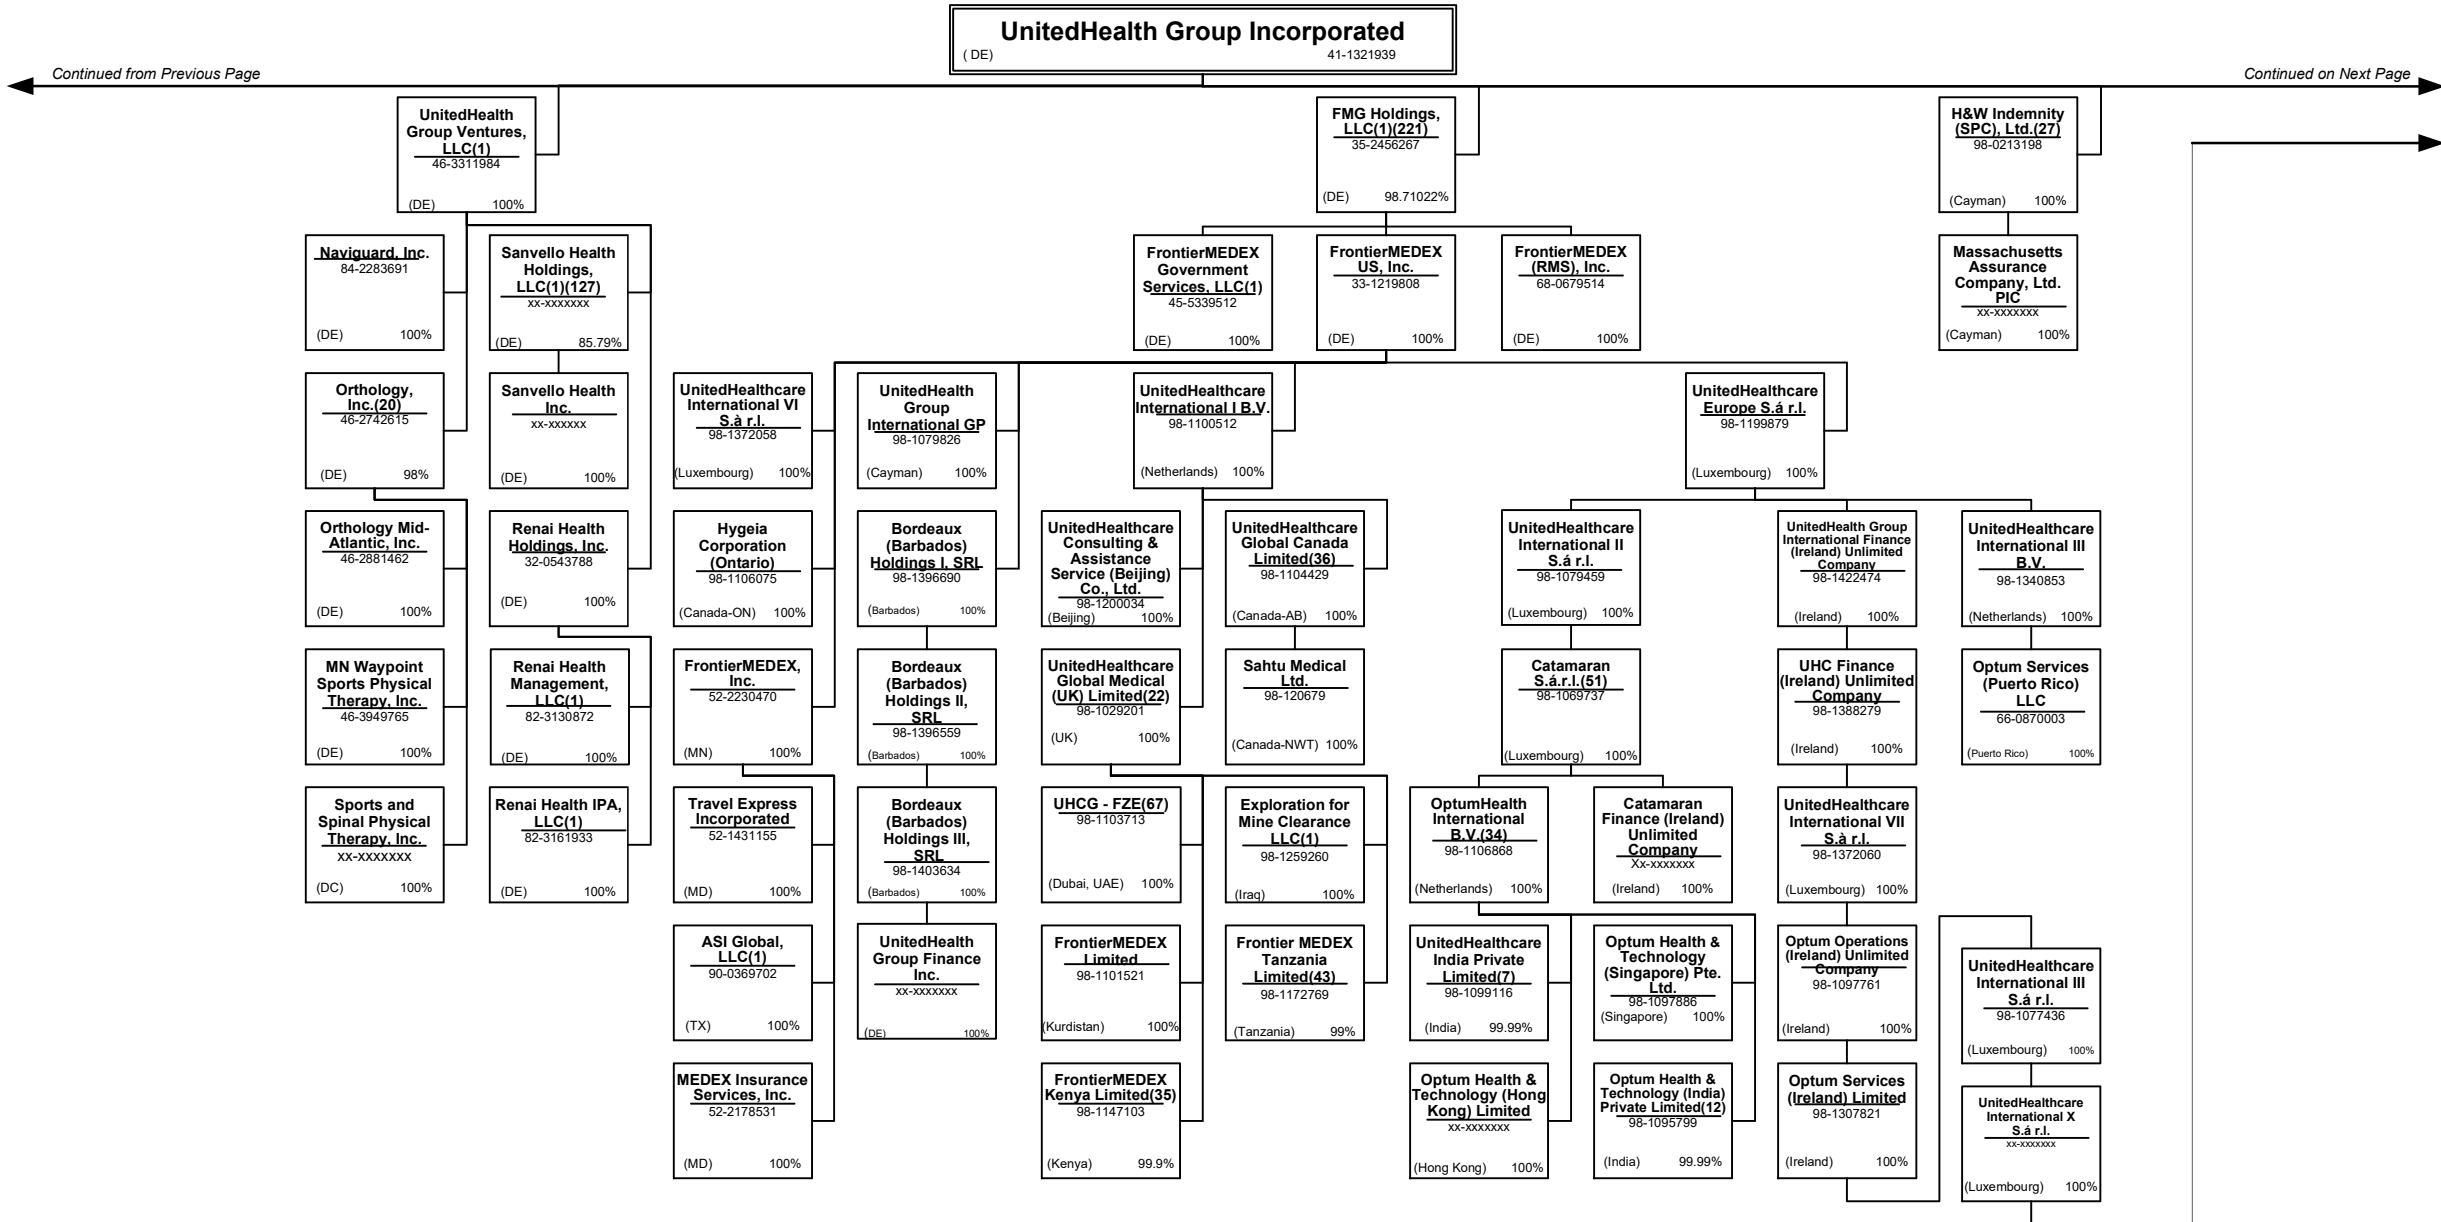 UnitedHealth Group Incorporated
( DE) 41-1321939
Continued from Previous Page
Continued on Next Page
UnitedHealth
Group Ventures,
LLC(1)
46-3311984
(DE) 100%
FMG Holdings,
LLC(1)(221)
35-2456267
(DE) 98.71022%
H&W Indemnity
(SPC), Ltd.(27)
98-0213198
(Cayman) 100%
Naviguard, Inc.
84-2283691
(DE) 100%
Sanvello Health
Holdings,
LLC(1)(127)
xx-xxxxxxx
(DE) 85.79%
FrontierMEDEX
Government
Services, LLC(1)
45-5339512
(DE) 100%
FrontierMEDEX
US, Inc.
33-1219808
(DE) 100%
FrontierMEDEX
(RMS), Inc.
68-0679514
(DE) 100%
Massachusetts
Assurance
Company, Ltd.
PIC
xx-xxxxxxx
(Cayman) 100%
Orthology,
Inc.(20)
46-2742615
(DE) 98%
Sanvello Health
Inc.
xx-xxxxxx
(DE) 100%
UnitedHealthcare
International VI
S.à r.l.
98-1372058
(Luxembourg) 100%
UnitedHealth
Group
International GP
98-1079826
(Cayman) 100%
UnitedHealthcare
International I B.V.
98-1100512
(Netherlands) 100%
UnitedHealthcare
Europe S.á r.l.
98-1199879
(Luxembourg) 100%
Orthology Mid-
Atlantic, Inc.
46-2881462
(DE) 100%
Renai Health
Holdings, Inc.
32-0543788
(DE) 100%
Hygeia
Corporation
(Ontario)
98-1106075
(Canada-ON) 100%
Bordeaux
(Barbados)
Holdings I, SRL
98-1396690
(Barbados) 100%
UnitedHealthcare
Consulting &
Assistance
Service (Beijing)
Co., Ltd.
98-1200034
(Beijing) 100%
UnitedHealthcare
Global Canada
Limited(36)
98-1104429
(Canada-AB) 100%
UnitedHealthcare
International II
S.á r.l.
98-1079459
(Luxembourg) 100%
UnitedHealth Group
International Finance
(Ireland) Unlimited
Company
98-1422474
(Ireland) 100%
UnitedHealthcare
International III
B.V.
98-1340853
(Netherlands) 100%
MN Waypoint
Sports Physical
Therapy, Inc.
46-3949765
(DE) 100%
Renai Health
Management,
LLC(1)
82-3130872
(DE) 100%
FrontierMEDEX,
Inc.
52-2230470
(MN) 100%
Bordeaux
(Barbados)
Holdings II,
SRL
98-1396559
(Barbados) 100%
UnitedHealthcare
Global Medical
(UK) Limited(22)
98-1029201
(UK) 100%
Sahtu Medical
Ltd.
98-120679
(Canada-NWT) 100%
Catamaran
S.á.r.l.(51)
98-1069737
(Luxembourg) 100%
UHC Finance
(Ireland) Unlimited
Company
98-1388279
(Ireland) 100%
Optum Services
(Puerto Rico)
LLC
66-0870003
(Puerto Rico) 100%
Sports and
Spinal Physical
Therapy, Inc.
xx-xxxxxxx
(DC) 100%
Renai Health IPA,
LLC(1)
82-3161933
(DE) 100%
Travel Express
Incorporated
52-1431155
(MD) 100%
Bordeaux
(Barbados)
Holdings III,
SRL
98-1403634
(Barbados) 100%
UHCG - FZE(67)
98-1103713
(Dubai, UAE) 100%
Exploration for
Mine Clearance
LLC(1)
98-1259260
(Iraq) 100%
OptumHealth
International
B.V.(34)
98-1106868
(Netherlands) 100%
Catamaran
Finance (Ireland)
Unlimited
Company
Xx-xxxxxxx
(Ireland) 100%
UnitedHealthcare
International VII
S.à r.l.
98-1372060
(Luxembourg) 100%
ASI Global,
LLC(1)
90-0369702
(TX) 100%
UnitedHealth
Group Finance
Inc.
xx-xxxxxxx
(DE) 100%
FrontierMEDEX
Limited
98-1101521
(Kurdistan) 100%
Frontier MEDEX
Tanzania
Limited(43)
98-1172769
(Tanzania) 99%
UnitedHealthcare
India Private
Limited(7)
98-1099116
(India) 99.99%
Optum Health &
Technology
(Singapore) Pte.
Ltd.
98-1097886
(Singapore) 100%
Optum Operations
(Ireland) Unlimited
Company
98-1097761
(Ireland) 100%
UnitedHealthcare
International III
S.á r.l.
98-1077436
(Luxembourg) 100%
MEDEX Insurance
Services, Inc.
52-2178531
(MD) 100%
FrontierMEDEX
Kenya Limited(35)
98-1147103
(Kenya) 99.9%
Optum Health &
Technology (Hong
Kong) Limited
xx-xxxxxxx
(Hong Kong) 100%
Optum Health &
Technology (India)
Private Limited(12)
98-1095799
(India) 99.99%
Optum Services
(Ireland) Limited
98-1307821
(Ireland) 100%
UnitedHealthcare
International X
S.á r.l.
xx-xxxxxxx
(Luxembourg) 100%